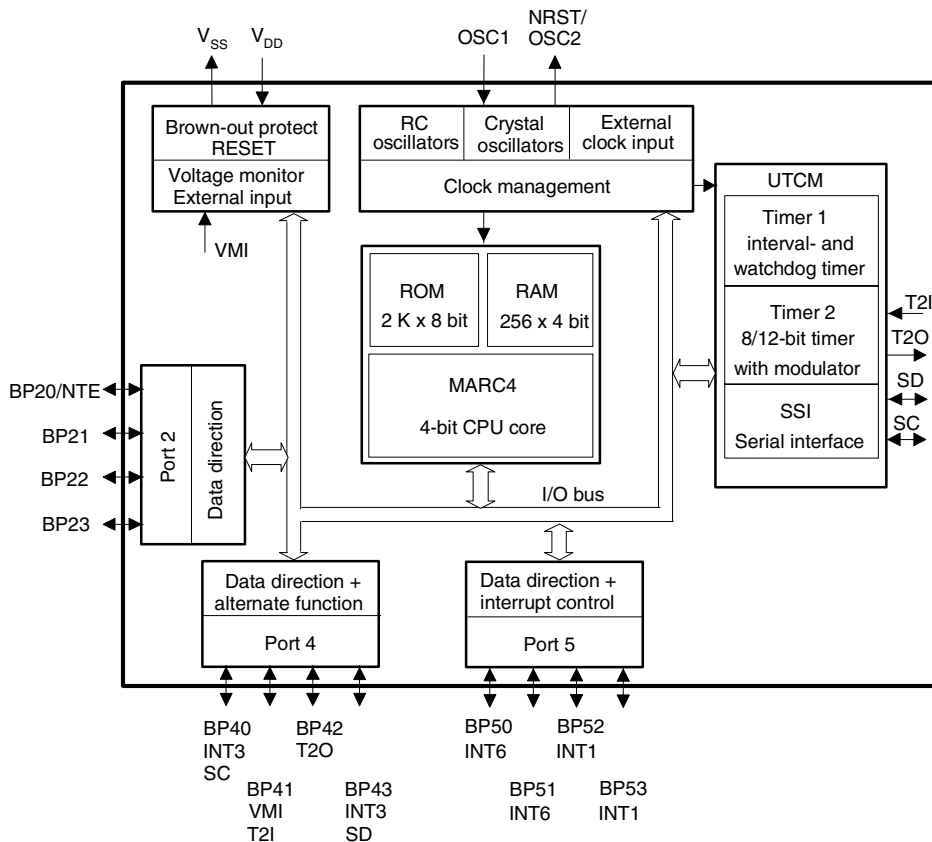 V_SS
V_DD
OSC1
NRST/
OSC2
Brown-out protect
RESET
Voltage monitor
External input
VMI
RC
oscillators
Crystal
oscillators
External
clock input
Clock management
UTCM
Timer 1
interval- and
watchdog timer
Timer 2
8/12-bit timer
with modulator
SSI
Serial interface
T2I
T2O
SD
SC
ROM
2 K x 8 bit
RAM
256 x 4 bit
MARC4
4-bit CPU core
I/O bus
BP20/NTE
BP21
BP22
BP23
Port 2
Data direction
Data direction +
alternate function
Port 4
Data direction +
interrupt control
Port 5
BP40
INT3
SC
BP41
VMI
T2I
BP42
T2O
BP43
INT3
SD
BP50
INT6
BP51
INT6
BP52
INT1
BP53
INT1